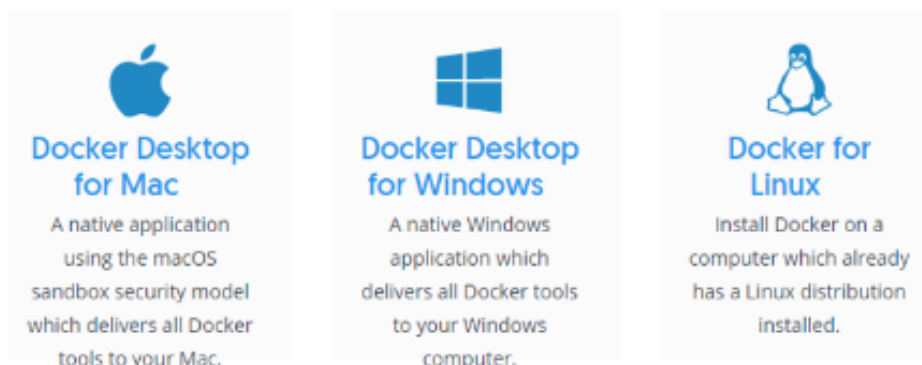 Docker Desktop
for Mac
A native application
using the macOS
sandbox security model
which delivers all Docker
tools to your Mac.
Docker Desktop
for Windows
A native Windows
application which
delivers all Docker tools
to your Windows
computer.
Docker for
Linux
Install Docker on a
computer which already
has a Linux distribution
installed.